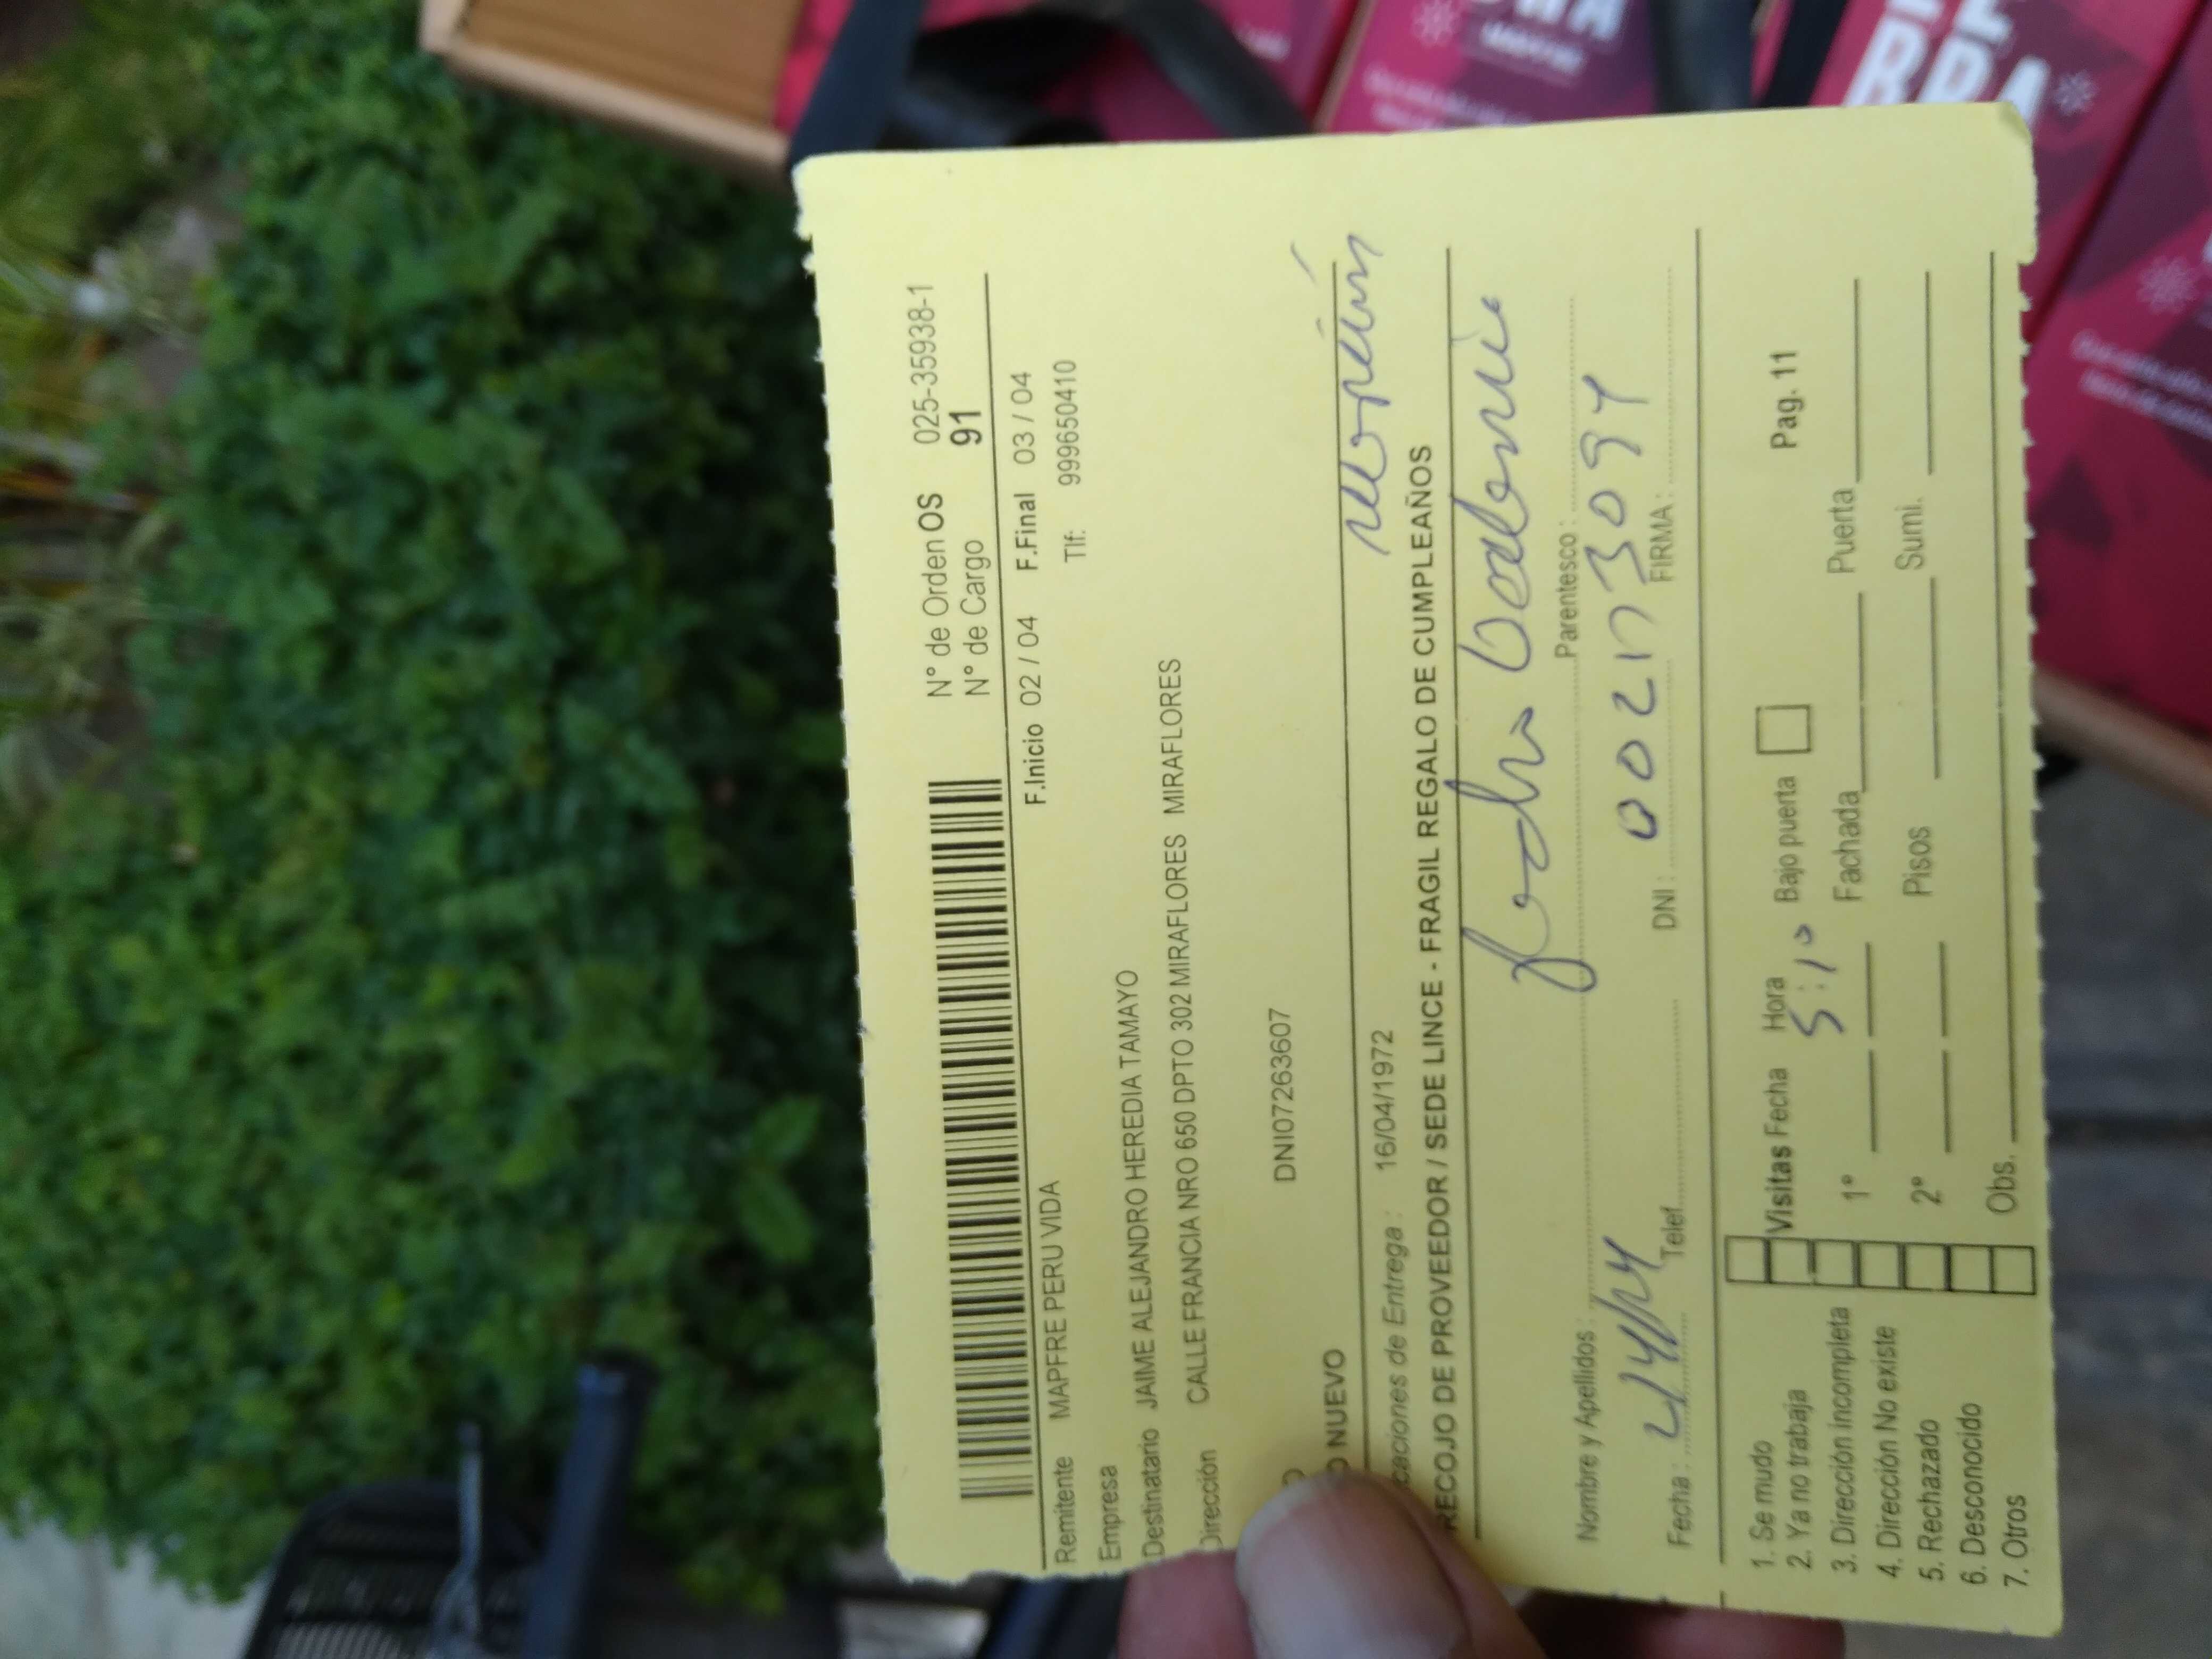 N° de Orden OS 025-35938-1
N° de Cargo 91
F.Inicio 02 / 04 F.Final 03 / 04
Remitente MAPFRE PERU VIDA
Tlf: 999650410
Empresa
Destinatario JAIME ALEJANDRO HEREDIA TAMAYO
Dirección CALLE FRANCIA NRO 650 DPTO 302 MIRAFLORES MIRAFLORES
DNI07263607
NUEVO
caciones de Entrega : 16/04/1972
RECOJO DE PROVEEDOR / SEDE LINCE - FRAGIL REGALO DE CUMPLEAÑOS
Nombre y Apellidos : Parentesco :
Fecha : Telef. DNI : FIRMA :
1. Se mudo
2. Ya no trabaja
3. Dirección incompleta
4. Dirección No existe
5. Rechazado
6. Desconocido
7. Otros
Visitas Fecha Hora Bajo puerta Pag. 11
5:10
1° Fachada Puerta
2° Pisos Sumi.
Obs.
BRA